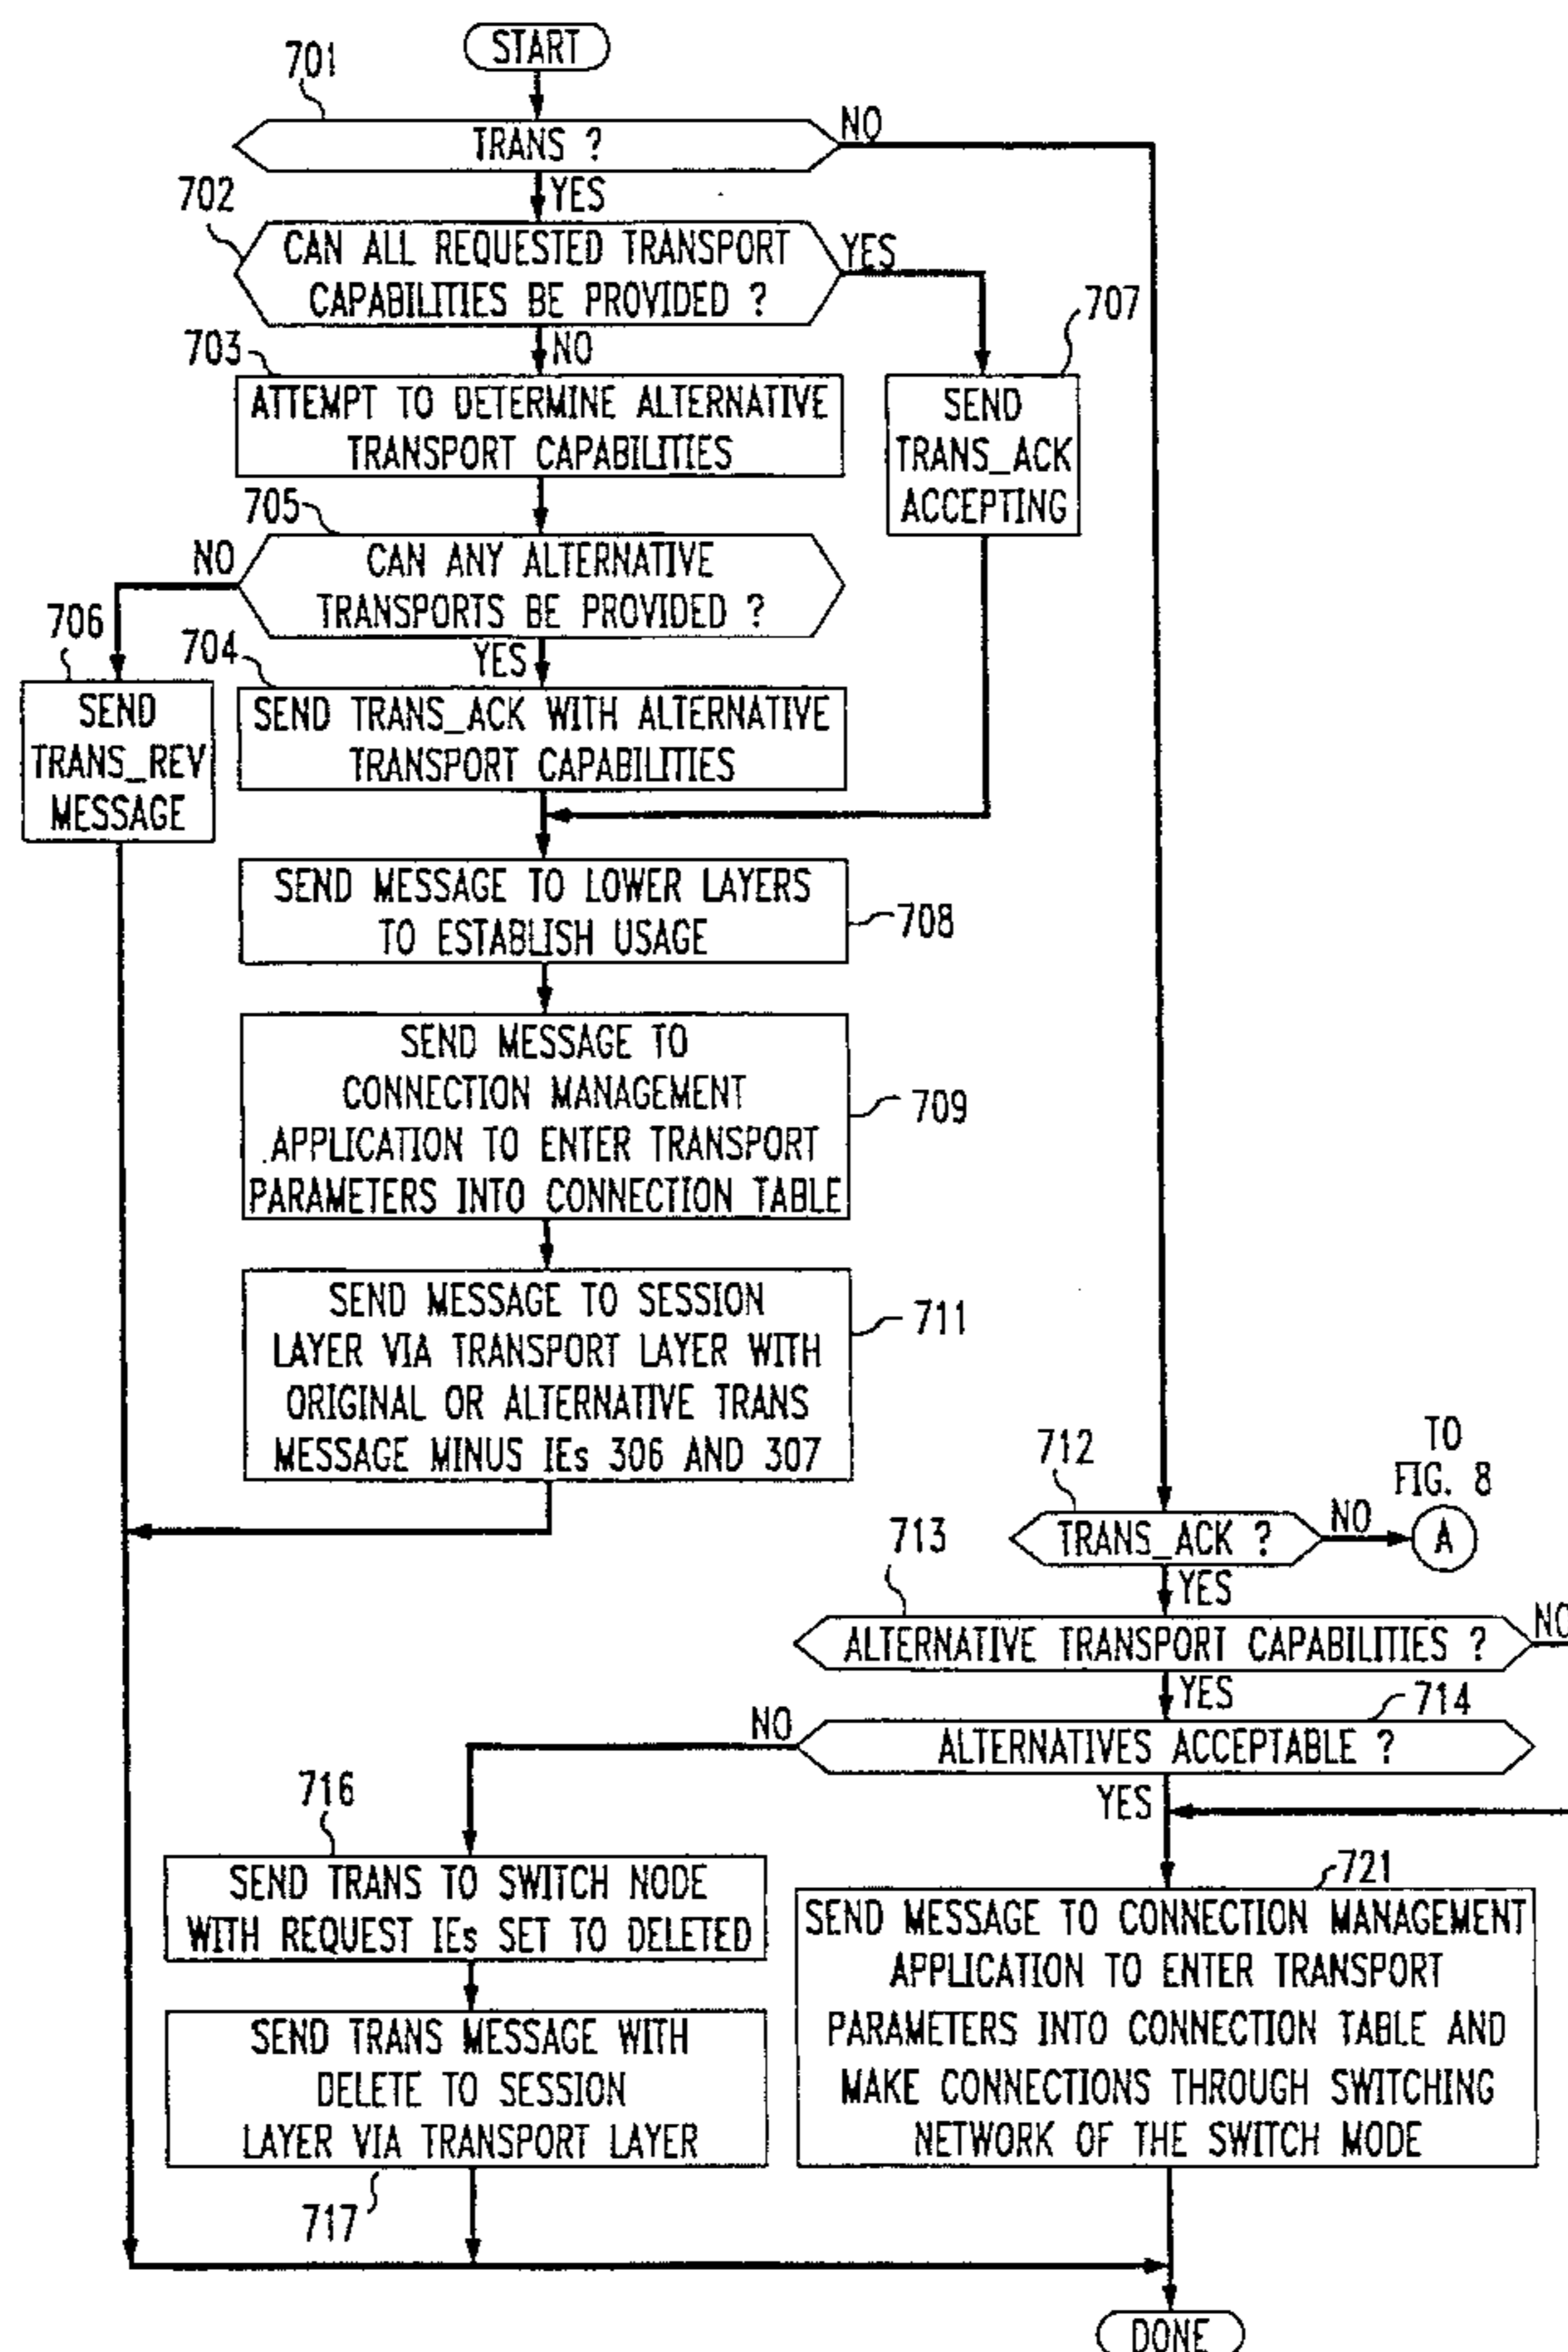 START
701
TRANS ?
NO
YES
702
CAN ALL REQUESTED TRANSPORT
CAPABILITIES BE PROVIDED ?
YES
NO
703
ATTEMPT TO DETERMINE ALTERNATIVE
TRANSPORT CAPABILITIES
707
SEND
TRANS_ACK
ACCEPTING
705
CAN ANY ALTERNATIVE
TRANSPORTS BE PROVIDED ?
NO
YES
706
SEND
TRANS_REV
MESSAGE
704
SEND TRANS_ACK WITH ALTERNATIVE
TRANSPORT CAPABILITIES
SEND MESSAGE TO LOWER LAYERS
TO ESTABLISH USAGE
708
SEND MESSAGE TO
CONNECTION MANAGEMENT
APPLICATION TO ENTER TRANSPORT
PARAMETERS INTO CONNECTION TABLE
709
SEND MESSAGE TO SESSION
LAYER VIA TRANSPORT LAYER WITH
ORIGINAL OR ALTERNATIVE TRANS
MESSAGE MINUS IEs 306 AND 307
711
712
TRANS_ACK ?
NO
TO
FIG. 8
A
YES
713
ALTERNATIVE TRANSPORT CAPABILITIES ?
NO
YES
714
ALTERNATIVES ACCEPTABLE ?
NO
YES
716
SEND TRANS TO SWITCH NODE
WITH REQUEST IEs SET TO DELETED
SEND TRANS MESSAGE WITH
DELETE TO SESSION
LAYER VIA TRANSPORT LAYER
717
721
SEND MESSAGE TO CONNECTION MANAGEMENT
APPLICATION TO ENTER TRANSPORT
PARAMETERS INTO CONNECTION TABLE AND
MAKE CONNECTIONS THROUGH SWITCHING
NETWORK OF THE SWITCH MODE
DONE